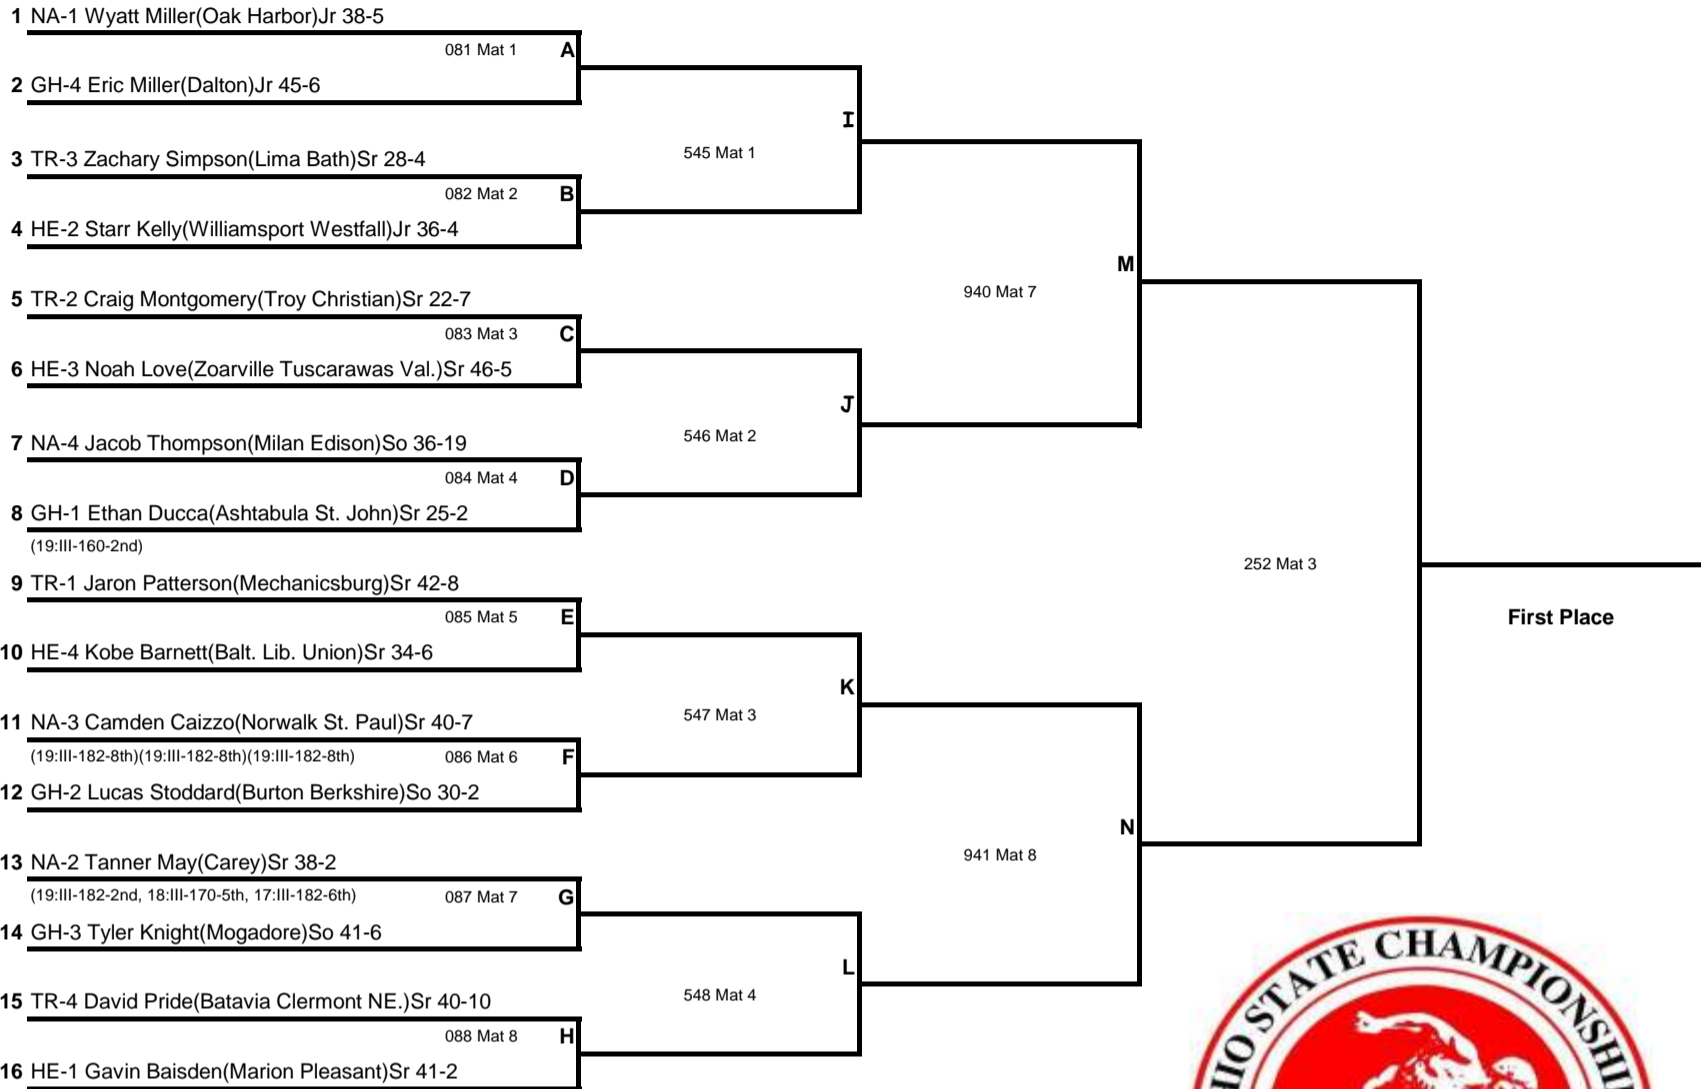 1 NA-1 Wyatt Miller(Oak Harbor)Jr 38-5
081 Mat 1 A
2 GH-4 Eric Miller(Dalton)Jr 45-6
I
545 Mat 1
3 TR-3 Zachary Simpson(Lima Bath)Sr 28-4
082 Mat 2 B
4 HE-2 Starr Kelly(Williamsport Westfall)Jr 36-4
M
940 Mat 7
5 TR-2 Craig Montgomery(Troy Christian)Sr 22-7
083 Mat 3 C
6 HE-3 Noah Love(Zoarville Tuscarawas Val.)Sr 46-5
J
546 Mat 2
7 NA-4 Jacob Thompson(Milan Edison)So 36-19
084 Mat 4 D
8 GH-1 Ethan Ducca(Ashtabula St. John)Sr 25-2
(19:III-160-2nd)
252 Mat 3
First Place
9 TR-1 Jaron Patterson(Mechanicsburg)Sr 42-8
085 Mat 5 E
10 HE-4 Kobe Barnett(Balt. Lib. Union)Sr 34-6
K
547 Mat 3
11 NA-3 Camden Caizzo(Norwalk St. Paul)Sr 40-7
(19:III-182-8th)(19:III-182-8th)(19:III-182-8th) 086 Mat 6 F
12 GH-2 Lucas Stoddard(Burton Berkshire)So 30-2
N
941 Mat 8
13 NA-2 Tanner May(Carey)Sr 38-2
(19:III-182-2nd, 18:III-170-5th, 17:III-182-6th) 087 Mat 7 G
14 GH-3 Tyler Knight(Mogadore)So 41-6
L
548 Mat 4
15 TR-4 David Pride(Batavia Clermont NE.)Sr 40-10
088 Mat 8 H
16 HE-1 Gavin Baisden(Marion Pleasant)Sr 41-2
HIO STATE CHAMPIONSHI